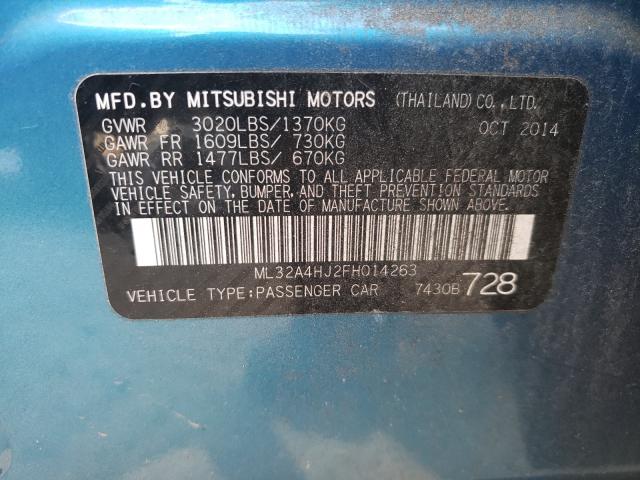 MFD.BY MITSUBISHI MOTORS (THAILAND) CO., LTD.
GVWR 3020LBS/1370KG OCT 2014
GAWR FR 1609LBS/ 730KG
GAWR RR 1477LBS/ 670KG
THIS VEHICLE CONFORMS TO ALL APPLICABLE FEDERAL MOTOR
VEHICLE SAFETY, BUMPER, AND THEFT PREVENTION STANDARDS
IN EFFECT ON THE DATE OF MANUFACTURE SHOWN ABOVE.
ML32A4HJ2FH014263
VEHICLE TYPE:PASSENGER CAR 7430B 728